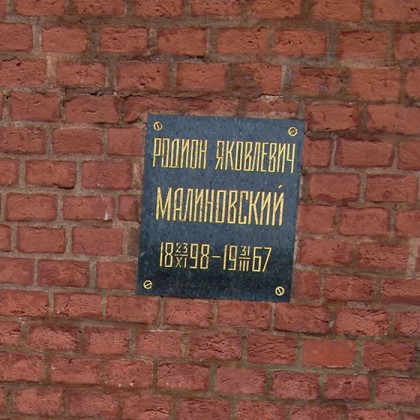 РОДИОН ЯКОВЛЕВИЧ
МАЛИНОВСКИЙ
18 23/XI 98-19 31/III 67